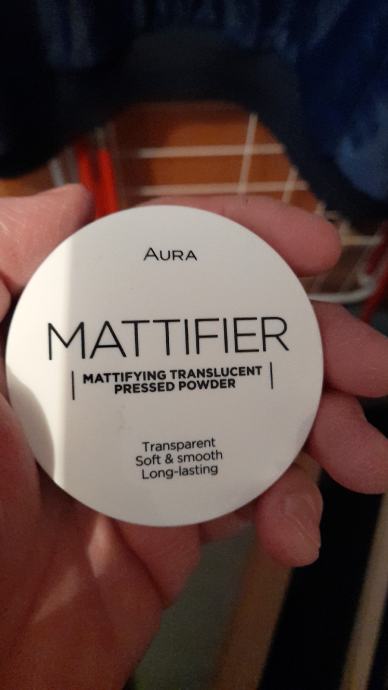 AURA
MATTIFIER
MATTIFYING TRANSLUCENT
PRESSED POWDER
Transparent
Soft & smooth
Long-lasting